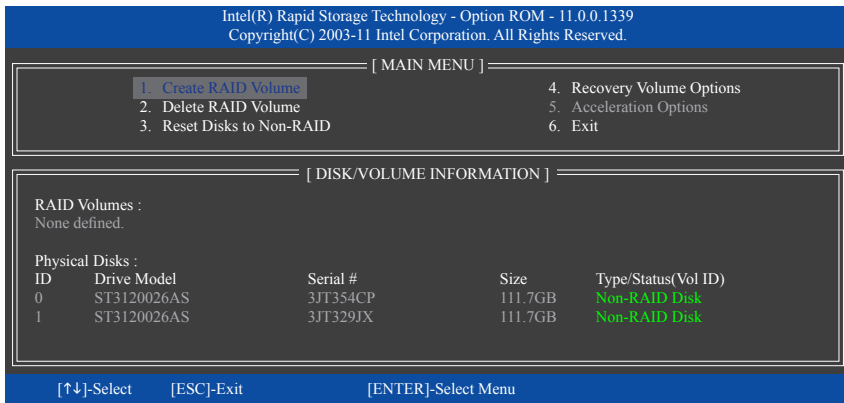 Intel(R) Rapid Storage Technology - Option ROM - 11.0.0.1339
Copyright(C) 2003-11 Intel Corporation. All Rights Reserved.
[ MAIN MENU ]
1. Create RAID Volume 4. Recovery Volume Options
2. Delete RAID Volume 5. Acceleration Options
3. Reset Disks to Non-RAID 6. Exit
[ DISK/VOLUME INFORMATION ]
RAID Volumes :
None defined.
Physical Disks :
ID Drive Model Serial # Size Type/Status(Vol ID)
0 ST3120026AS 3JT354CP 111.7GB Non-RAID Disk
1 ST3120026AS 3JT329JX 111.7GB Non-RAID Disk
[↑↓]-Select [ESC]-Exit [ENTER]-Select Menu